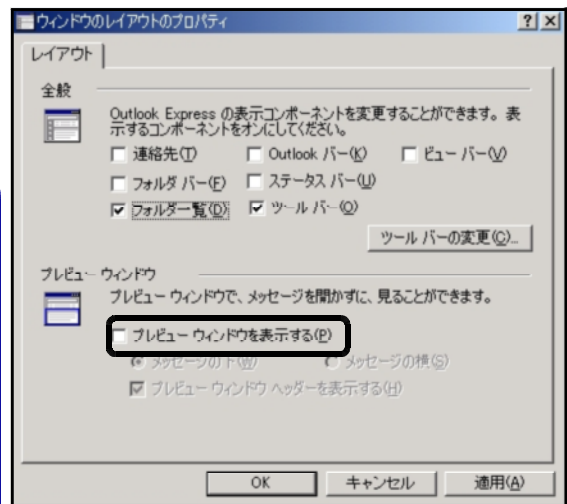 ウィンドウのレイアウトのプロパティ
レイアウト
全般
Outlook Express の表示コンポーネントを変更することができます。表
示するコンポーネントをオンにしてください。
連絡先(T) Outlook バー(K) ビュー バー(V)
フォルダ バー(F) ステータス バー(U)
フォルダ一覧(D) ツール バー(O)
ツール バーの変更(C)...
プレビュー ウィンドウ
プレビュー ウィンドウで、メッセージを開かずに、見ることができます。
プレビュー ウィンドウを表示する(P)
メッセージの下(W) メッセージの横(S)
プレビュー ウィンドウ ヘッダーを表示する(H)
OK キャンセル 適用(A)